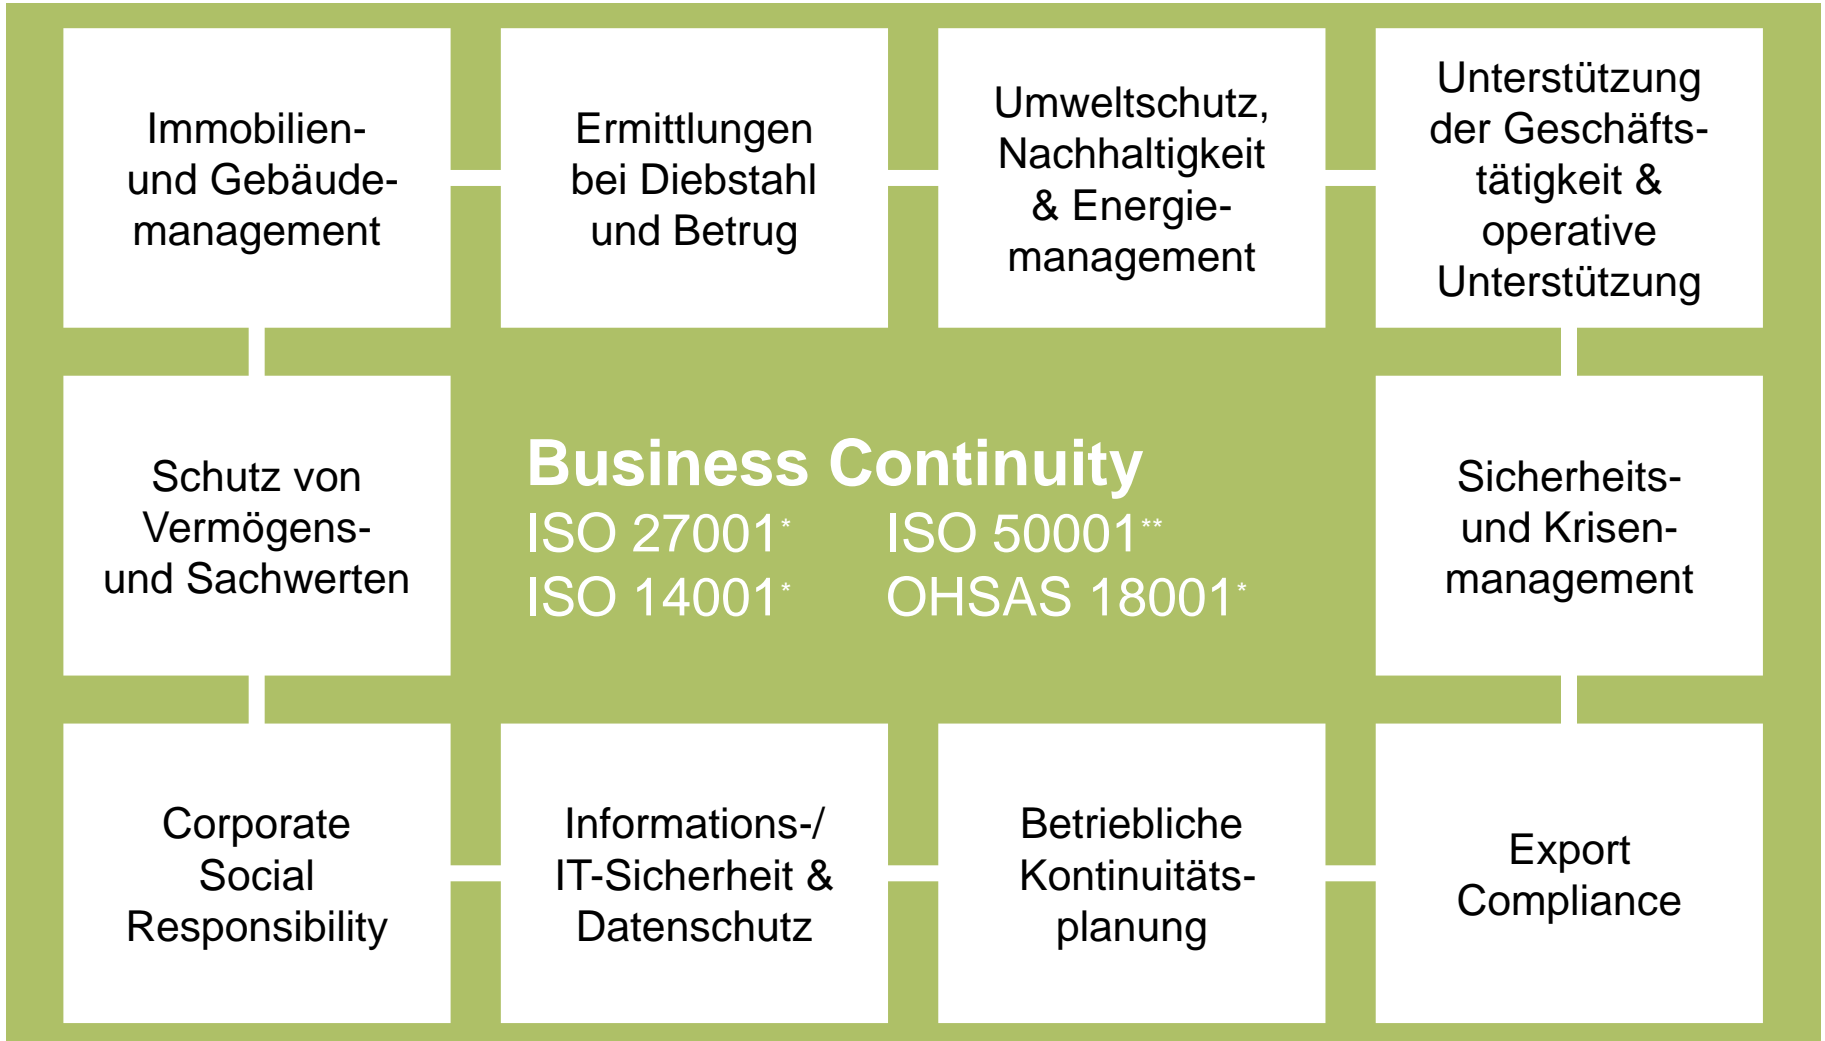 Immobilien-
und Gebäude-
management
Ermittlungen
bei Diebstahl
und Betrug
Umweltschutz,
Nachhaltigkeit
& Energie-
management
Unterstützung
der Geschäfts-
tätigkeit &
operative
Unterstützung
Schutz von
Vermögens-
und Sachwerten
Business Continuity
ISO 27001* ISO 50001**
ISO 14001* OHSAS 18001*
Sicherheits-
und Krisen-
management
Corporate
Social
Responsibility
Informations-/
IT-Sicherheit &
Datenschutz
Betriebliche
Kontinuitäts-
planung
Export
Compliance